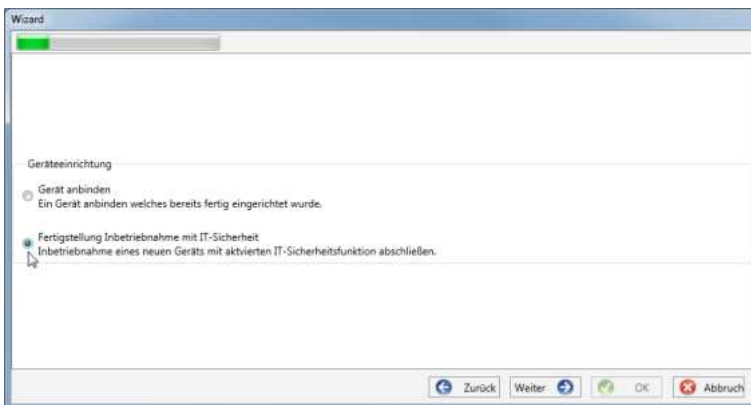 Wizard
Geräteeinrichtung
Gerät anbinden
Ein Gerät anbinden welches bereits fertig eingerichtet wurde.
Fertigstellung Inbetriebnahme mit IT-Sicherheit
Inbetriebnahme eines neuen Geräts mit aktvierten IT-Sicherheitsfunktion abschließen.
Zurück Weiter OK Abbruch